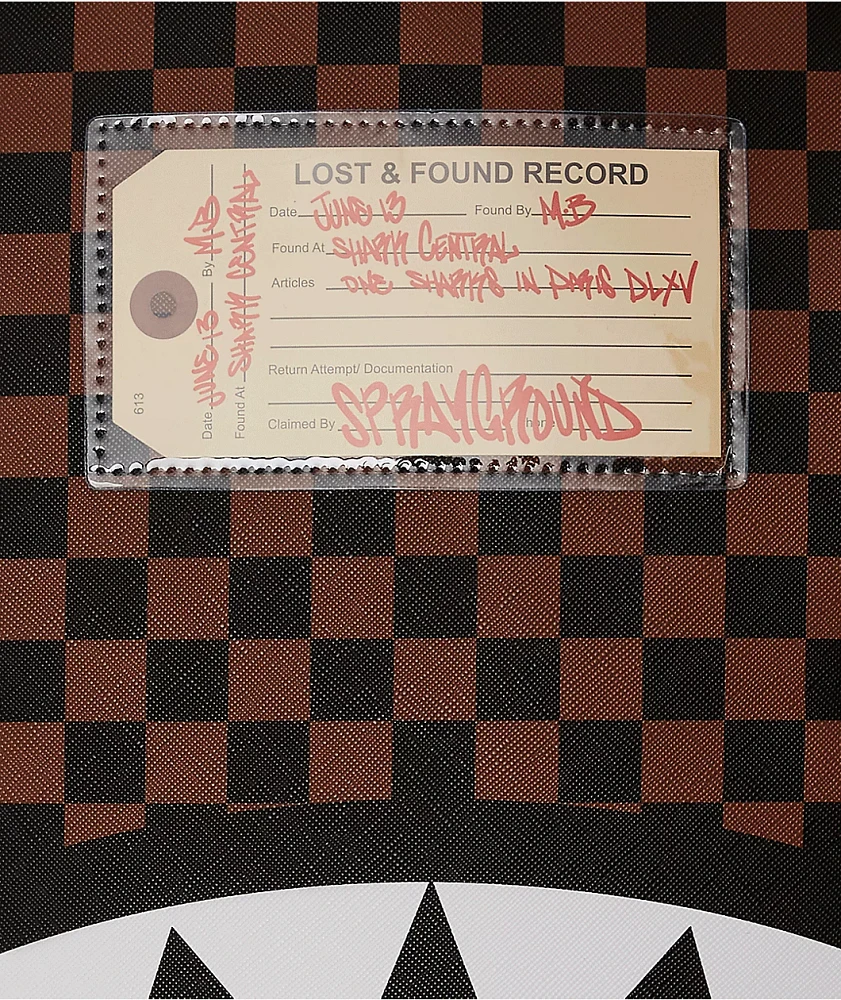 LOST & FOUND RECORD
Date JUNE 13 Found By M.B
Found At SHARK CENTRAL
Articles ONE SHARKS IN PARIS DLXV
Return Attempt/ Documentation
Claimed By SPRAYGROUND
613
Date JUNE 13 By M.B
Found At SHARK CENTRAL